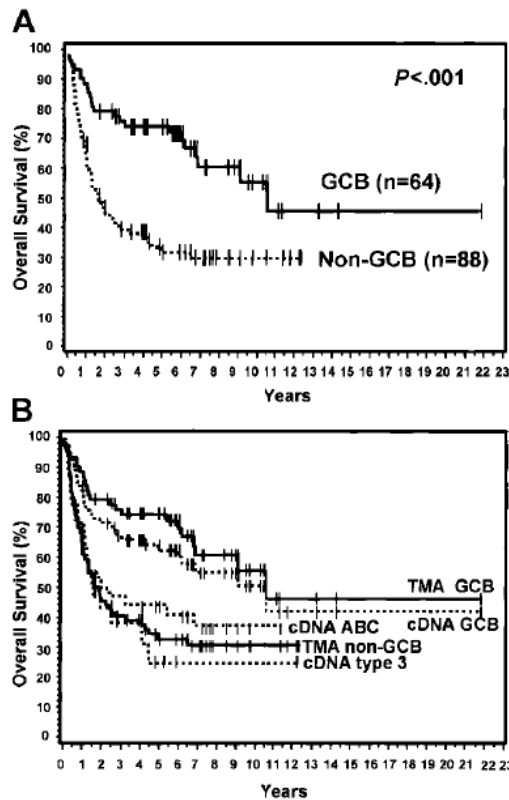 A
100
90
80
70
60
50
40
30
20
10
0
Overall Survival (%)
P<.001
GCB (n=64)
Non-GCB (n=88)
0 1 2 3 4 5 6 7 8 9 10 11 12 13 14 15 16 17 18 19 20 21 22 23
Years
B
100
90
80
70
60
50
40
30
20
10
0
Overall Survival (%)
TMA GCB
cDNA GCB
cDNA ABC
TMA non-GCB
cDNA type 3
0 1 2 3 4 5 6 7 8 9 10 11 12 13 14 15 16 17 18 19 20 21 22 23
Years